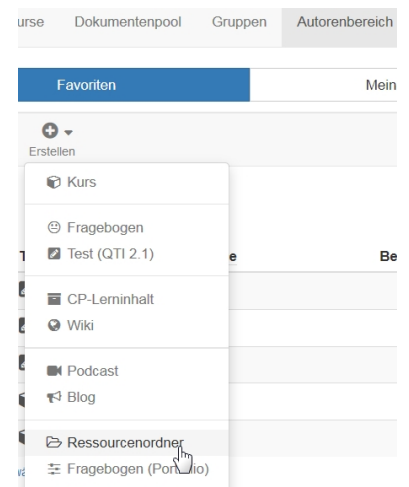 urse Dokumentenpool Gruppen Autorenbereich
Favoriten Mein
Erstellen
Kurs
Fragebogen
Test (QTI 2.1)
e Be
CP-Lerninhalt
Wiki
Podcast
Blog
Ressourcenordner
Fragebogen (Portfolio)